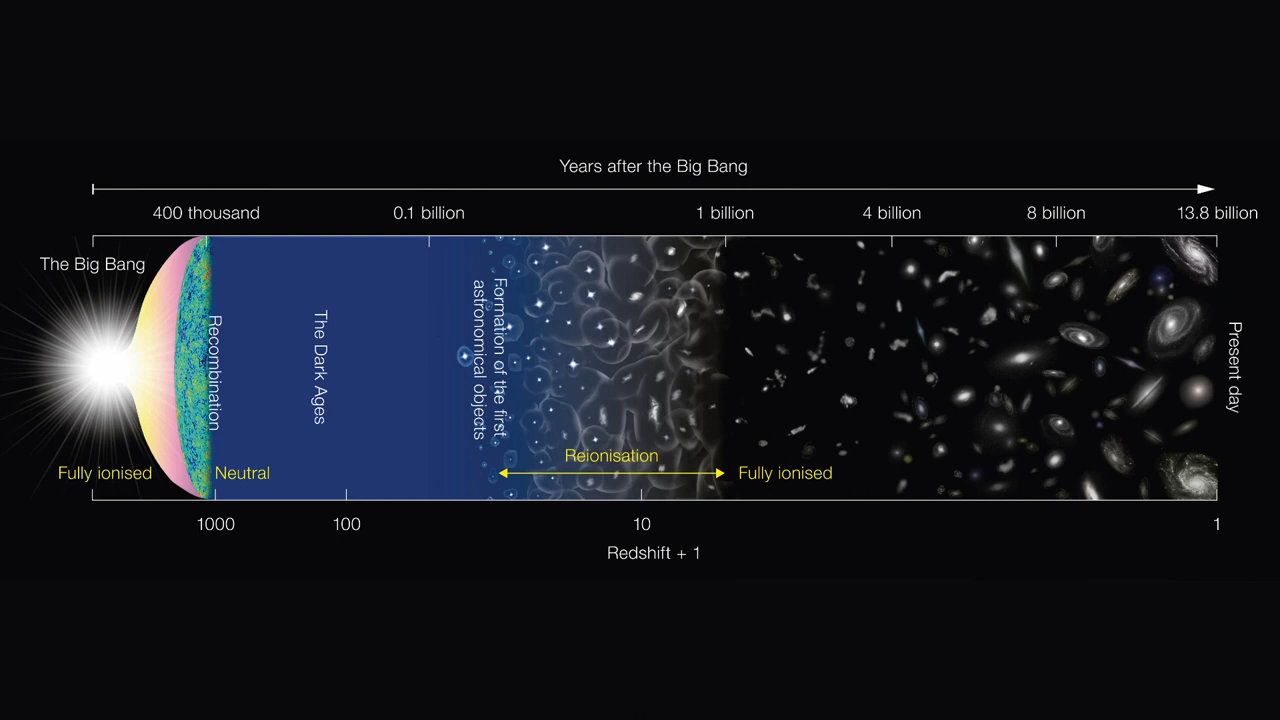 Years after the Big Bang
400 thousand
0.1 billion
1 billion
4 billion
8 billion
13.8 billion
The Big Bang
Recombination
The Dark Ages
Formation of the first
astronomical objects
Reionisation
Present day
Fully ionised
Neutral
Fully ionised
1000
100
10
1
Redshift + 1